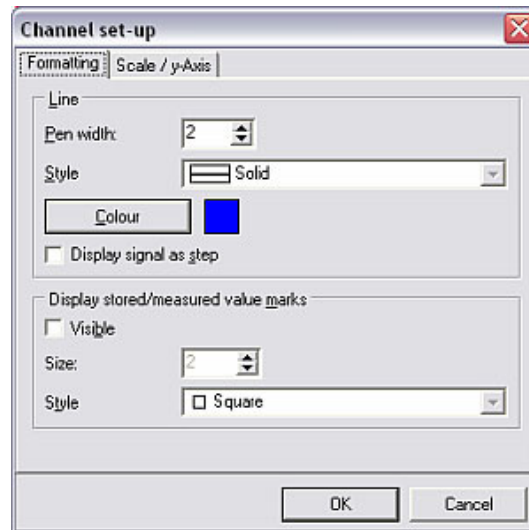 Channel set-up
Formatting Scale / y-Axis
Line
Pen width: 2
Style Solid
Colour
Display signal as step
Display stored/measured value marks
Visible
Size: 2
Style Square
OK Cancel